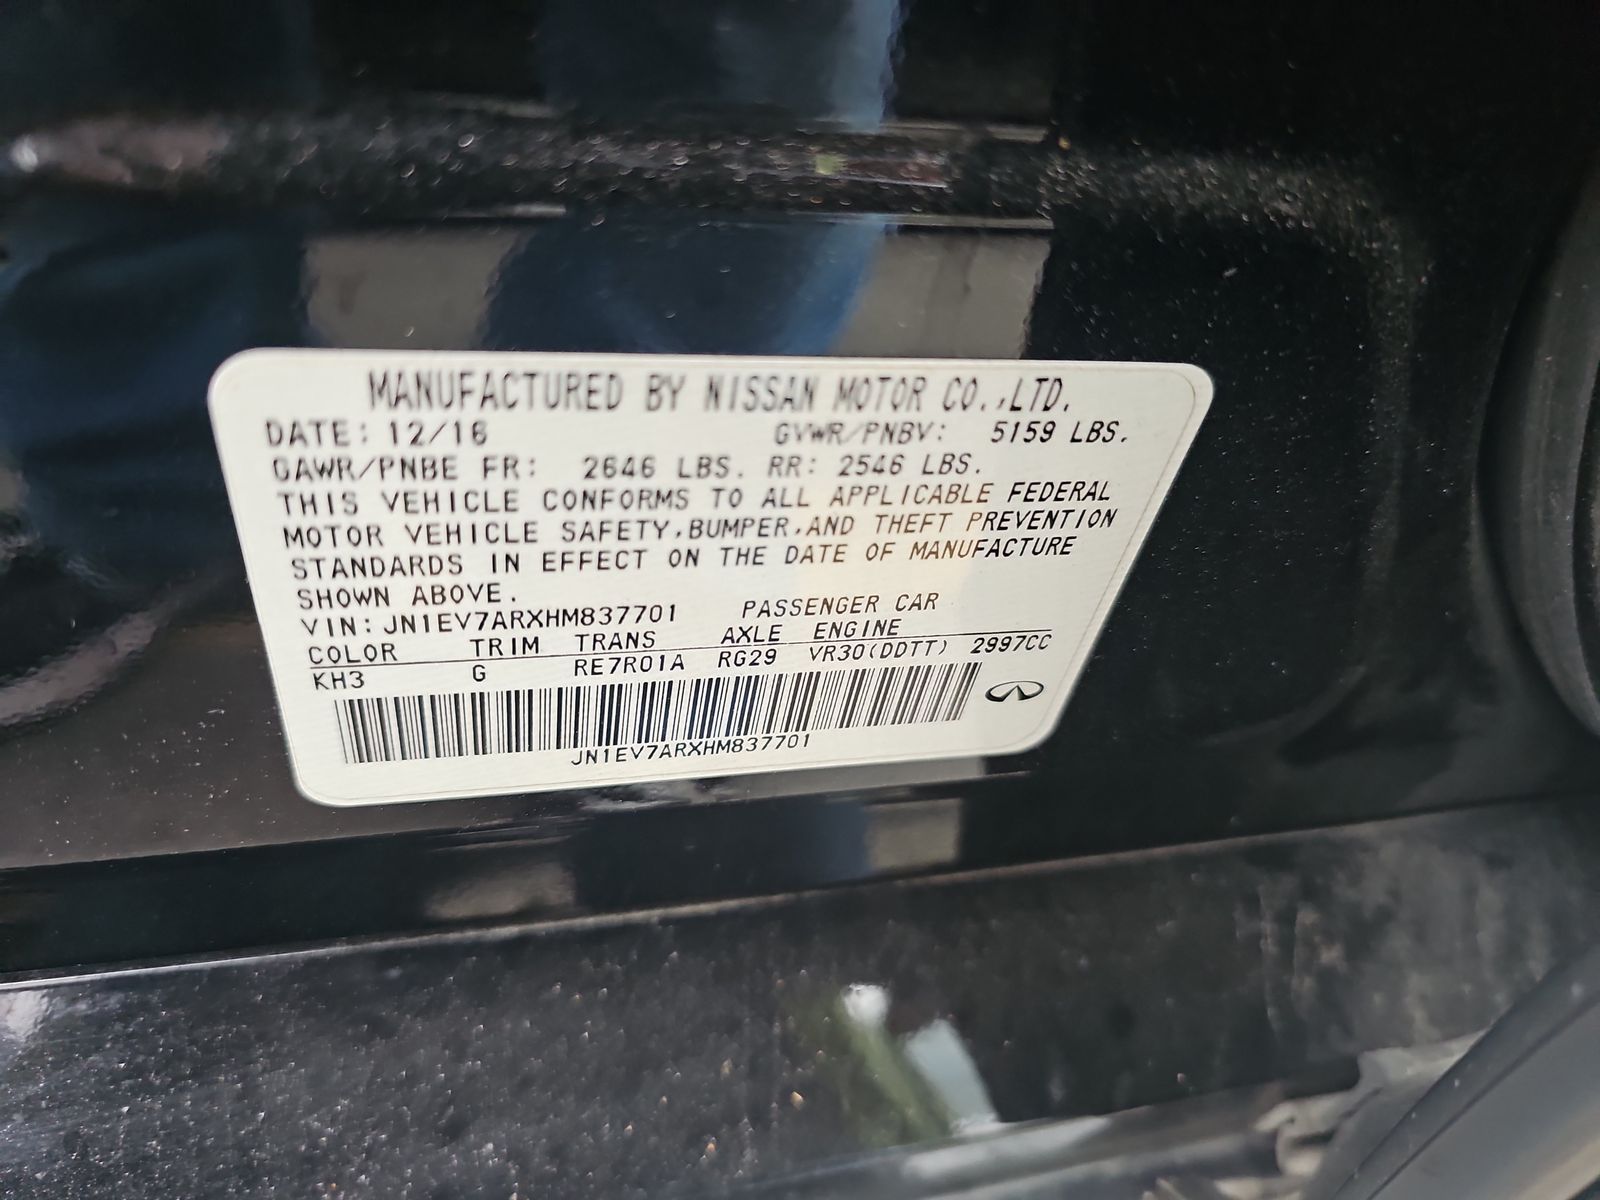 MANUFACTURED BY NISSAN MOTOR CO.,LTD.
DATE: 12/16 GVWR/PNBV: 5159 LBS.
GAWR/PNBE FR: 2646 LBS. RR: 2546 LBS.
THIS VEHICLE CONFORMS TO ALL APPLICABLE FEDERAL
MOTOR VEHICLE SAFETY,BUMPER,AND THEFT PREVENTION
STANDARDS IN EFFECT ON THE DATE OF MANUFACTURE
SHOWN ABOVE.
VIN: JN1EV7ARXHM837701 PASSENGER CAR
COLOR TRIM TRANS AXLE ENGINE
KH3 G RE7R01A RG29 VR30(DDTT) 2997CC
JN1EV7ARXHM837701